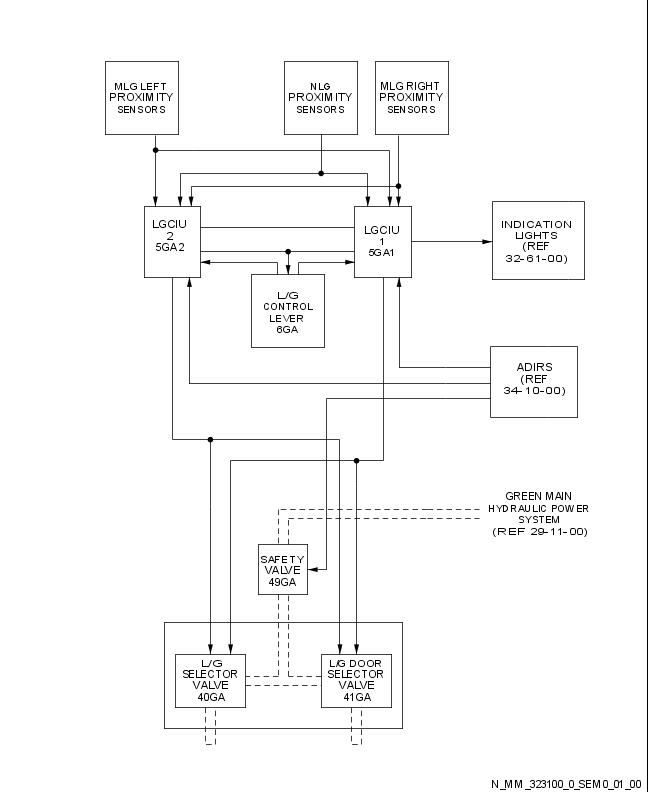 MLG LEFT
PROXIMITY
SENSORS
NLG
PROXIMITY
SENSORS
MLG RIGHT
PROXIMITY
SENSORS
LGCIU
2
5GA2
LGCIU
1
5GA1
INDICATION
LIGHTS
(REF
32-61-00)
L/G
CONTROL
LEVER
6GA
ADIRS
(REF
34-10-00)
GREEN MAIN
HYDRAULIC POWER
SYSTEM
(REF 29-11-00)
SAFETY
VALVE
49GA
L/G
SELECTOR
VALVE
40GA
L/G DOOR
SELECTOR
VALVE
41GA
N_MM_323100_0_SEM0_01_00